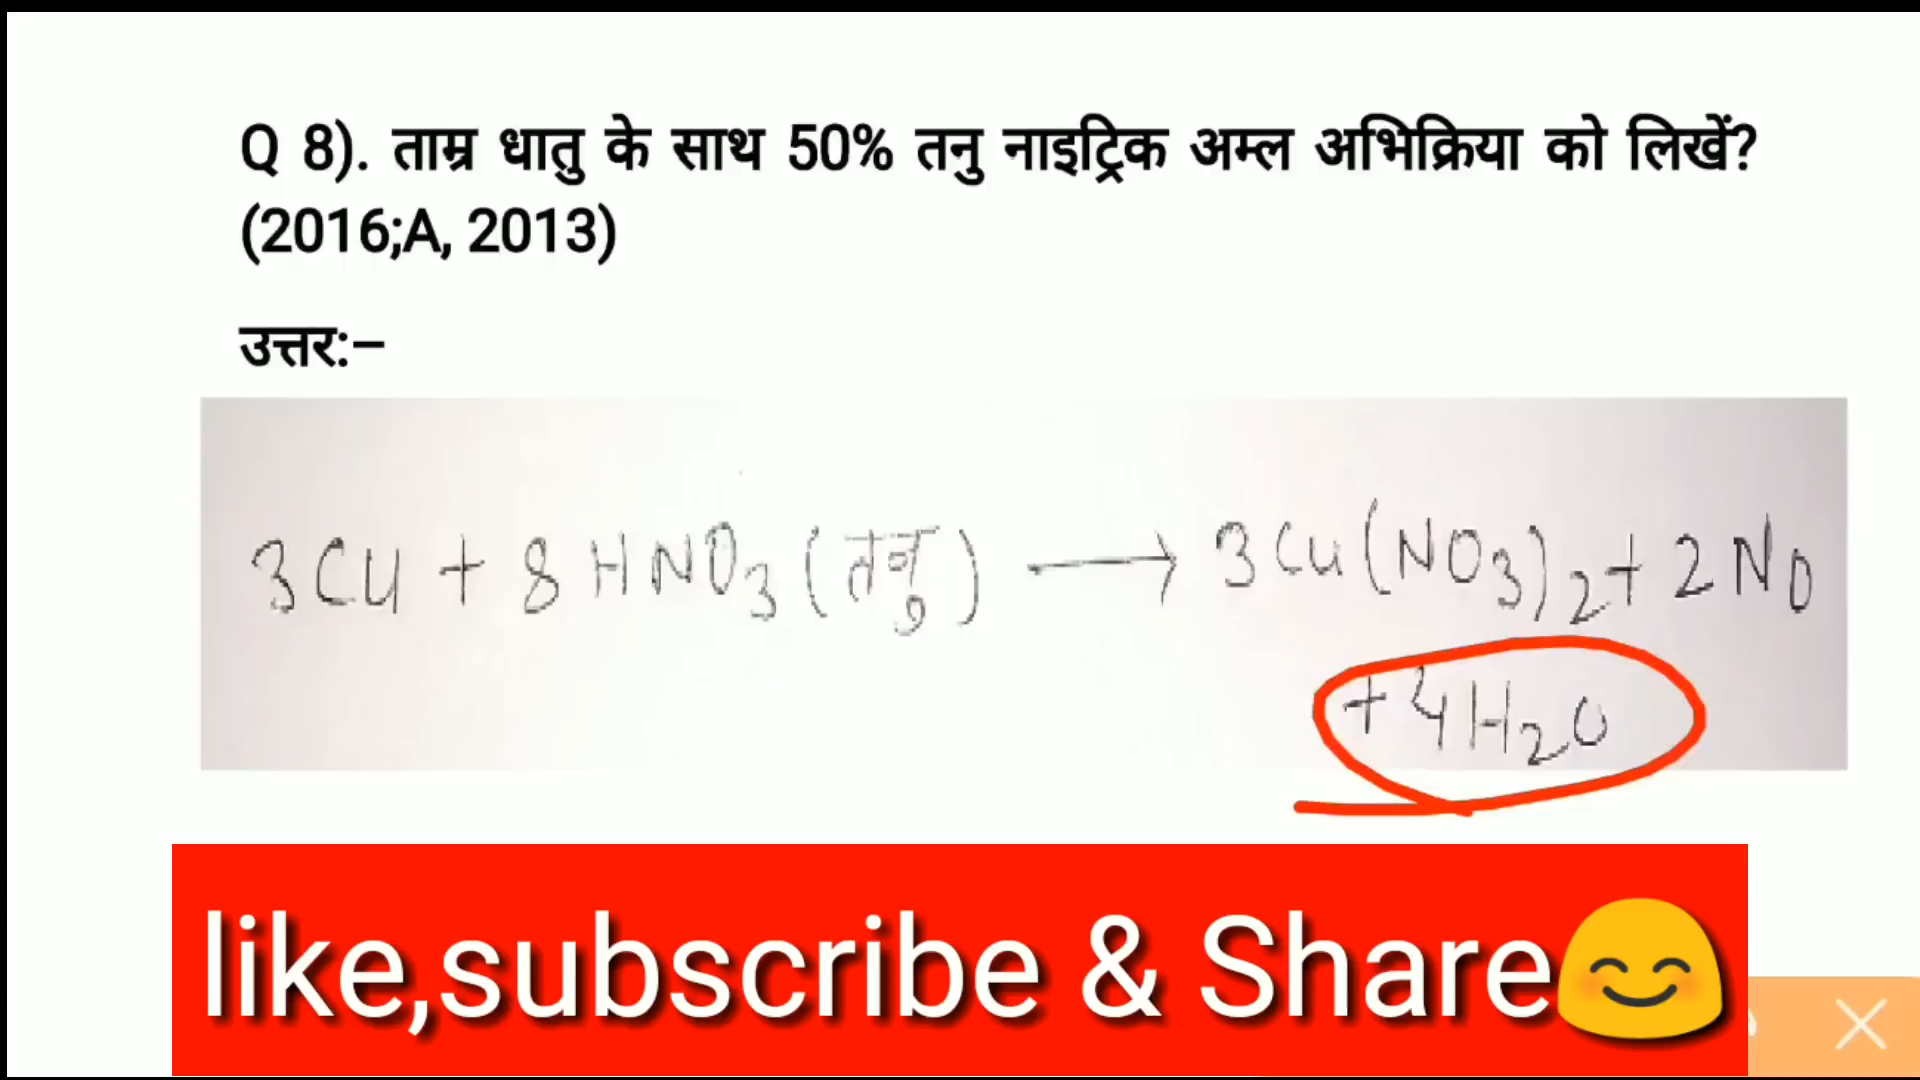 Q 8). ताम्र धातु के साथ 50% तनु नाइट्रिक अम्ल अभिक्रिया को लिखें?
(2016;A, 2013)
उत्तर:–
3Cu + 8HNO₃ (तनु) → 3Cu(NO₃)₂ + 2NO
+ 4H₂O
like,subscribe & Share😊